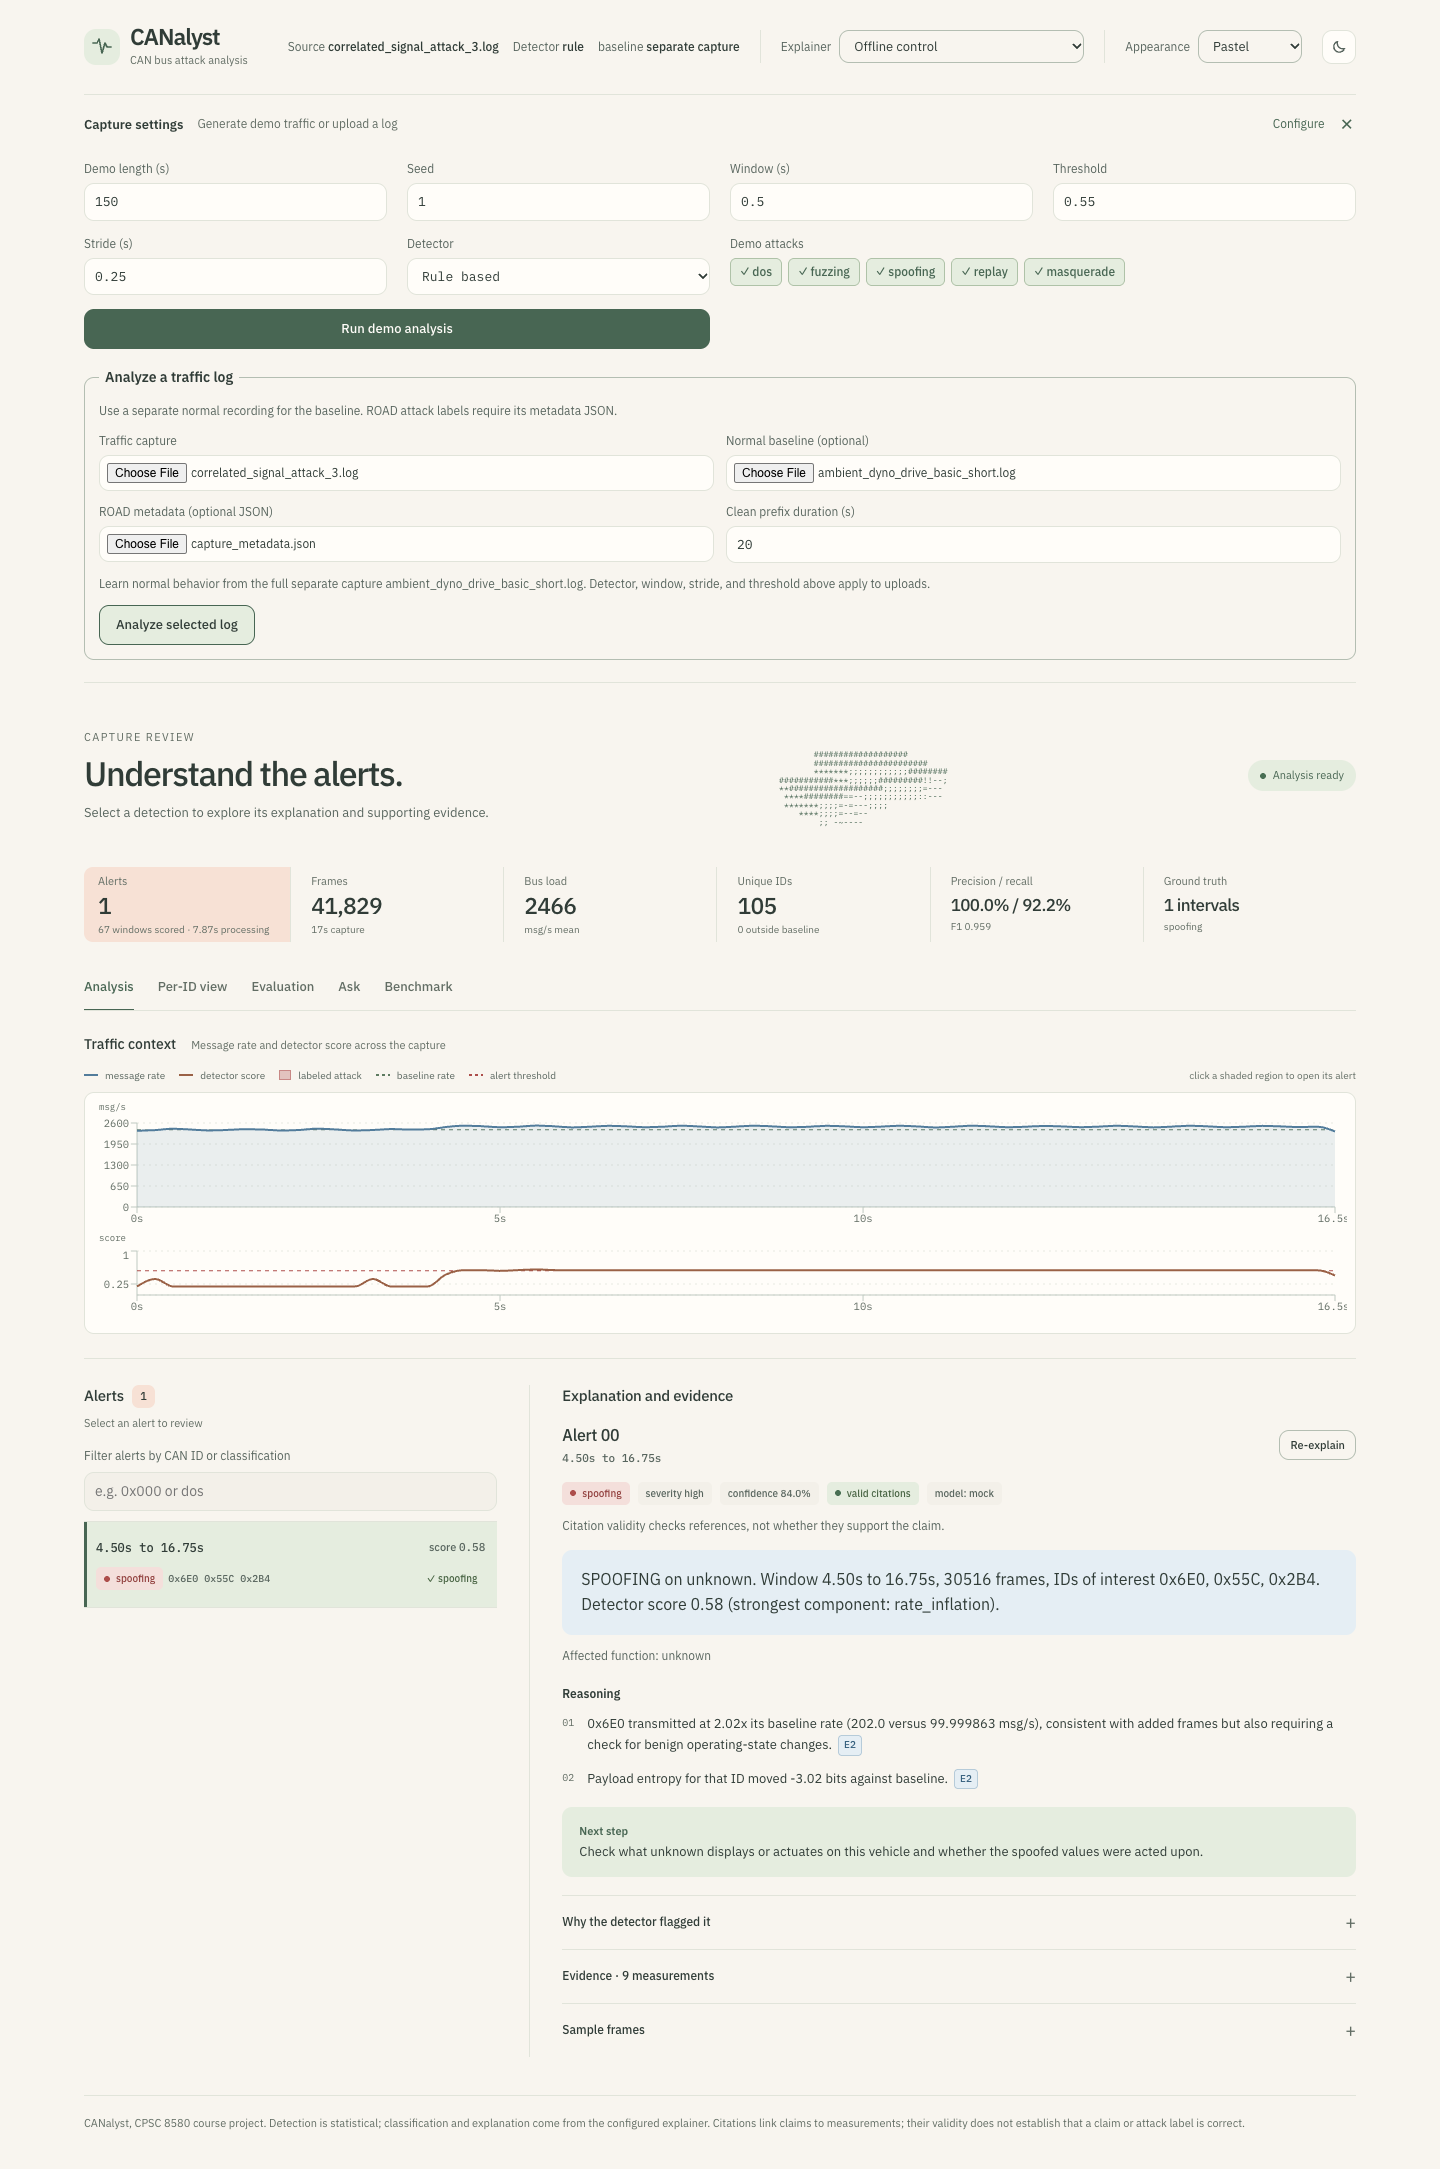 CANalyst
CAN bus attack analysis
Source correlated_signal_attack_3.log Detector rule baseline separate capture
Explainer Offline control
Appearance Pastel
Capture settings Generate demo traffic or upload a log
Configure ✕
Demo length (s) Seed Window (s) Threshold
150 1 0.5 0.55
Stride (s) Detector Demo attacks
0.25 Rule based ✓ dos ✓ fuzzing ✓ spoofing ✓ replay ✓ masquerade
Run demo analysis
Analyze a traffic log
Use a separate normal recording for the baseline. ROAD attack labels require its metadata JSON.
Traffic capture Normal baseline (optional)
Choose File correlated_signal_attack_3.log Choose File ambient_dyno_drive_basic_short.log
ROAD metadata (optional JSON) Clean prefix duration (s)
Choose File capture_metadata.json 20
Learn normal behavior from the full separate capture ambient_dyno_drive_basic_short.log. Detector, window, stride, and threshold above apply to uploads.
Analyze selected log
CAPTURE REVIEW
Understand the alerts.
Select a detection to explore its explanation and supporting evidence.
Analysis ready
Alerts Frames Bus load Unique IDs Precision / recall Ground truth
1 41,829 2466 105 100.0% / 92.2% 1 intervals
67 windows scored · 7.87s processing 17s capture msg/s mean 0 outside baseline F1 0.959 spoofing
Analysis Per-ID view Evaluation Ask Benchmark
Traffic context Message rate and detector score across the capture
message rate detector score labeled attack baseline rate alert threshold click a shaded region to open its alert
msg/s
2600
1950
1300
650
0
0s 5s 10s 16.5s
score
1
0.25
0s 5s 10s 16.5s
Alerts 1
Select an alert to review
Filter alerts by CAN ID or classification
e.g. 0x000 or dos
4.50s to 16.75s score 0.58
spoofing 0x6E0 0x55C 0x2B4 ✓ spoofing
Explanation and evidence
Alert 00
4.50s to 16.75s
Re-explain
spoofing severity high confidence 84.0% valid citations model: mock
Citation validity checks references, not whether they support the claim.
SPOOFING on unknown. Window 4.50s to 16.75s, 30516 frames, IDs of interest 0x6E0, 0x55C, 0x2B4.
Detector score 0.58 (strongest component: rate_inflation).
Affected function: unknown
Reasoning
01 0x6E0 transmitted at 2.02x its baseline rate (202.0 versus 99.999863 msg/s), consistent with added frames but also requiring a
check for benign operating-state changes. E2
02 Payload entropy for that ID moved -3.02 bits against baseline. E2
Next step
Check what unknown displays or actuates on this vehicle and whether the spoofed values were acted upon.
Why the detector flagged it +
Evidence · 9 measurements +
Sample frames +
CANalyst, CPSC 8580 course project. Detection is statistical; classification and explanation come from the configured explainer. Citations link claims to measurements; their validity does not establish that a claim or attack label is correct.